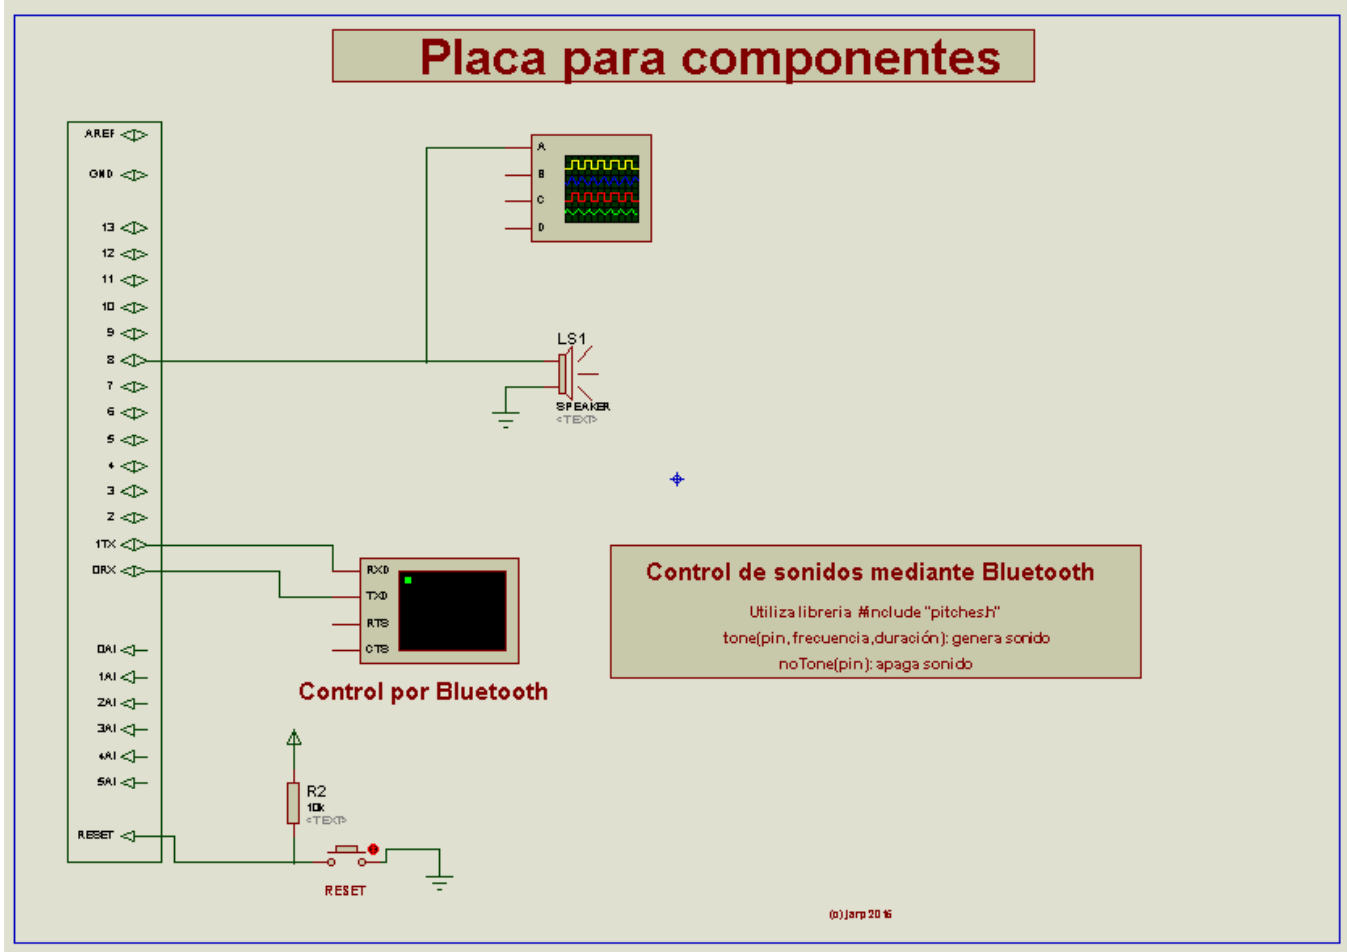 Placa para componentes
AREF
GND
13
12
11
10
9
8
7
6
5
4
3
2
1TX
0RX
0AI
1AI
2AI
3AI
4AI
5AI
RESET
A
B
C
D
LS1
SPEAKER
<TEXT>
RXD
TXD
RTS
CTS
Control por Bluetooth
Control de sonidos mediante Bluetooth
Utiliza libreria #include "pitches.h"
tone(pin,frecuencia,duración): genera sonido
noTone(pin): apaga sonido
R2
10k
<TEXT>
RESET
(c) jarp 2016